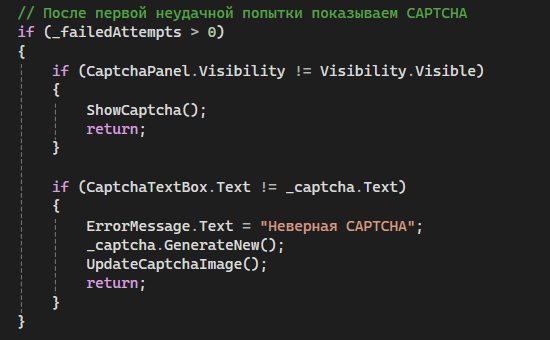 // После первой неудачной попытки показываем CAPTCHA
if (_failedAttempts > 0)
{
if (CaptchaPanel.Visibility != Visibility.Visible)
{
ShowCaptcha();
return;
}
if (CaptchaTextBox.Text != _captcha.Text)
{
ErrorMessage.Text = "Неверная CAPTCHA";
_captcha.GenerateNew();
UpdateCaptchaImage();
return;
}
}